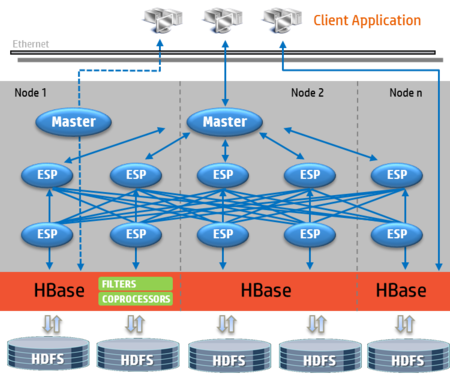 Client Application
Ethernet
Node 1
Node 2
Node n
Master
Master
ESP
ESP
ESP
ESP
ESP
ESP
ESP
ESP
ESP
ESP
HBase
FILTERS
COPROCESSORS
HBase
HBase
HDFS
HDFS
HDFS
HDFS
HDFS